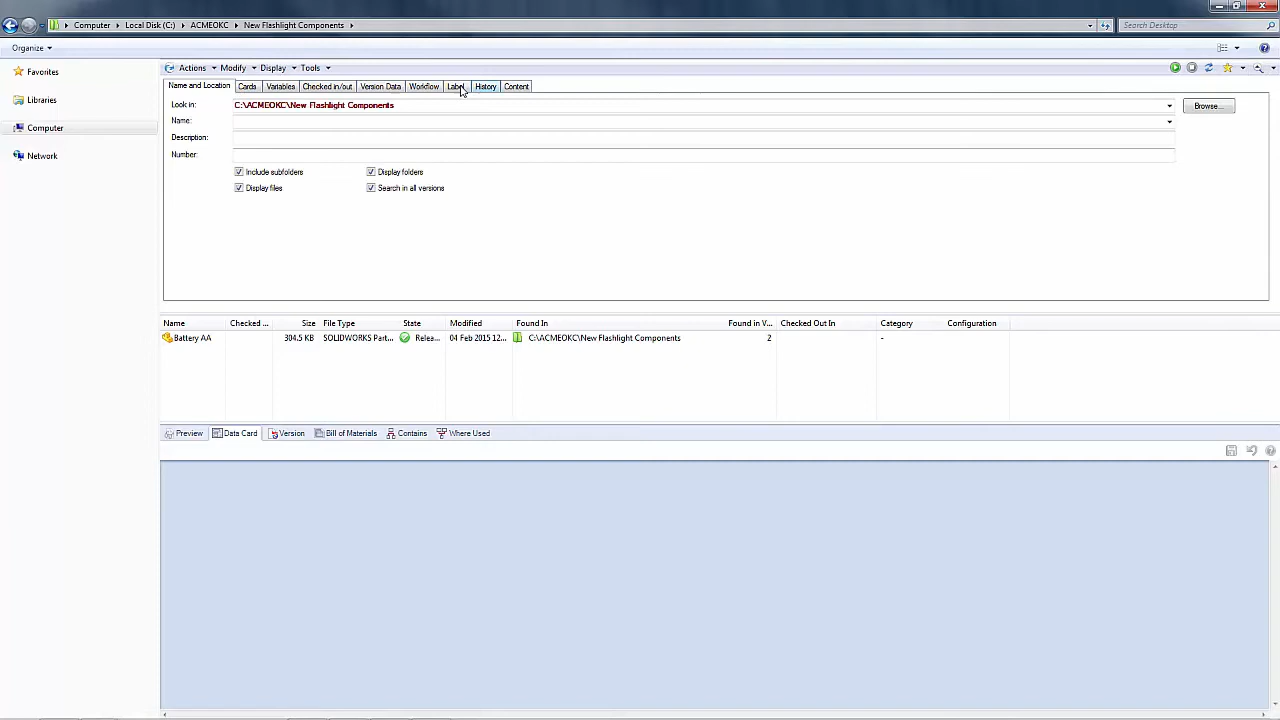 Computer ▸ Local Disk (C:) ▸ ACMEOKC ▸ New Flashlight Components ▸ Search Desktop
Organize
Favorites
Libraries
Computer
Network
Actions Modify Display Tools
Name and Location Cards Variables Checked in/out Version Data Workflow Label History Content
Look in: C:\ACMEOKC\New Flashlight Components Browse...
Name:
Description:
Number:
Include subfolders Display folders
Display files Search in all versions
Name Checked ... Size File Type State Modified Found In Found in V... Checked Out In Category Configuration
Battery AA 304.5 KB SOLIDWORKS Part... Relea... 04 Feb 2015 12... C:\ACMEOKC\New Flashlight Components 2 -
Preview Data Card Version Bill of Materials Contains Where Used